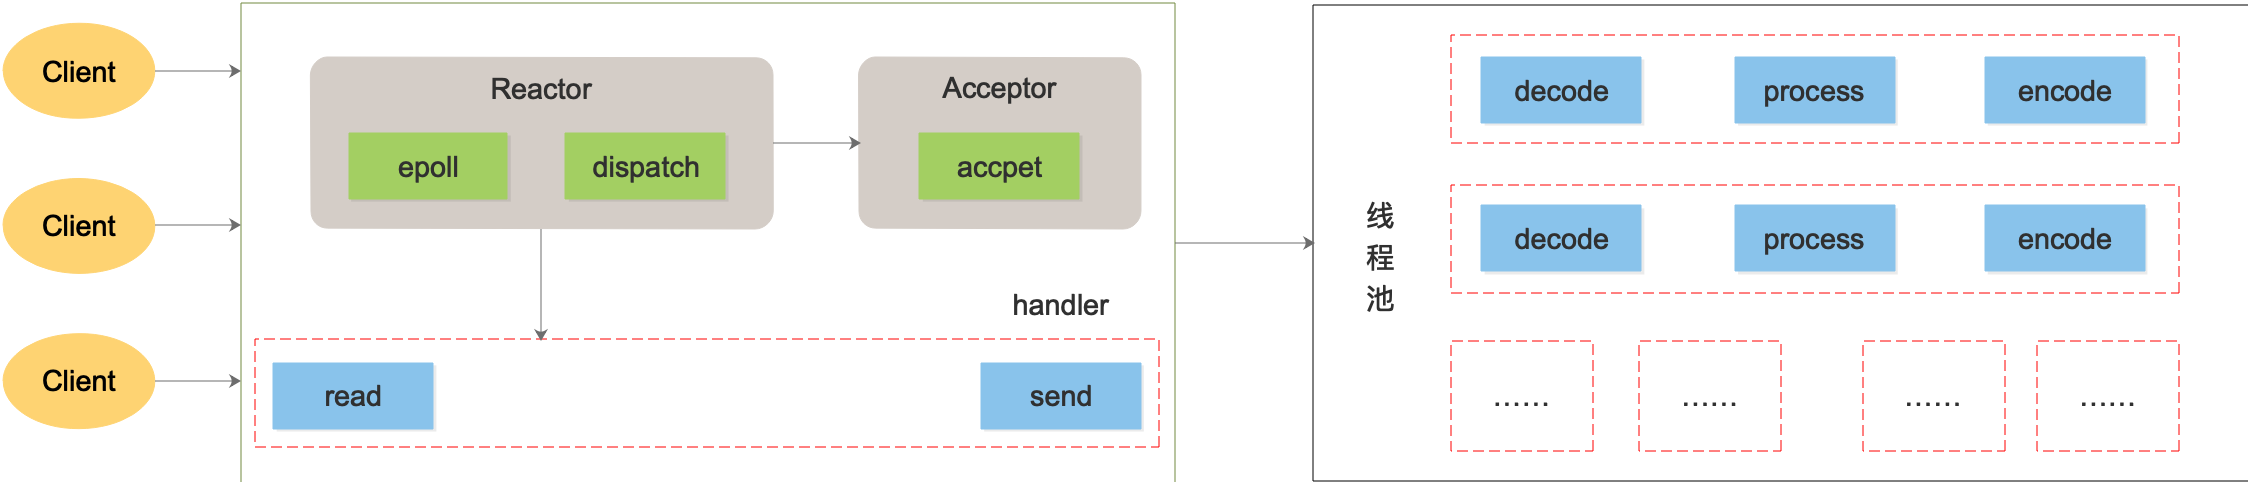 Client
Client
Client
Reactor
epoll
dispatch
Acceptor
accpet
handler
read
send
线
程
池
decode
process
encode
decode
process
encode
......
......
......
......